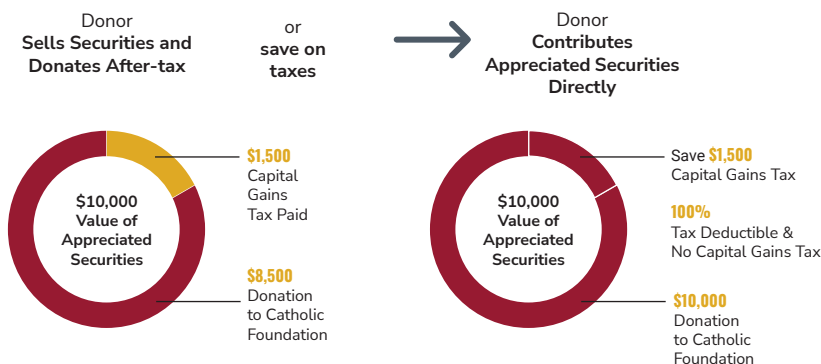 Donor
Sells Securities and
Donates After-tax
or
save on
taxes
Donor
Contributes
Appreciated Securities
Directly
$10,000
Value of
Appreciated
Securities
$1,500
Capital
Gains
Tax Paid
$8,500
Donation
to Catholic
Foundation
$10,000
Value of
Appreciated
Securities
Save $1,500
Capital Gains Tax
100%
Tax Deductible &
No Capital Gains Tax
$10,000
Donation
to Catholic
Foundation